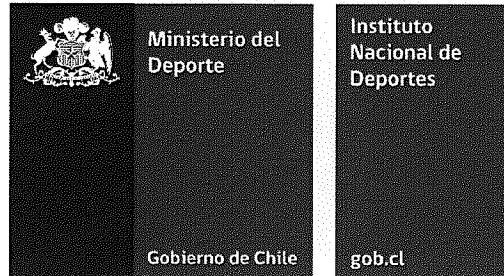 Ministerio del
Deporte
Gobierno de Chile
Instituto
Nacional de
Deportes
gob.cl